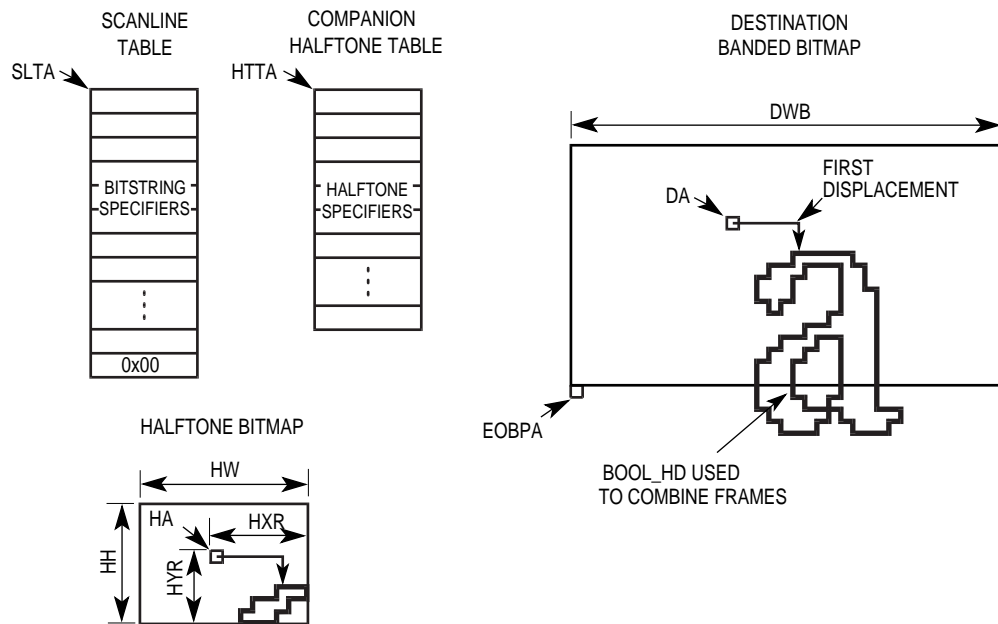 SCANLINE
TABLE
COMPANION
HALFTONE TABLE
DESTINATION
BANDED BITMAP
SLTA
HTTA
DWB
BITSTRING
SPECIFIERS
HALFTONE
SPECIFIERS
FIRST
DISPLACEMENT
DA
0x00
EOBPA
HALFTONE BITMAP
HW
BOOL_HD USED
TO COMBINE FRAMES
HA
HXR
HH
HYR